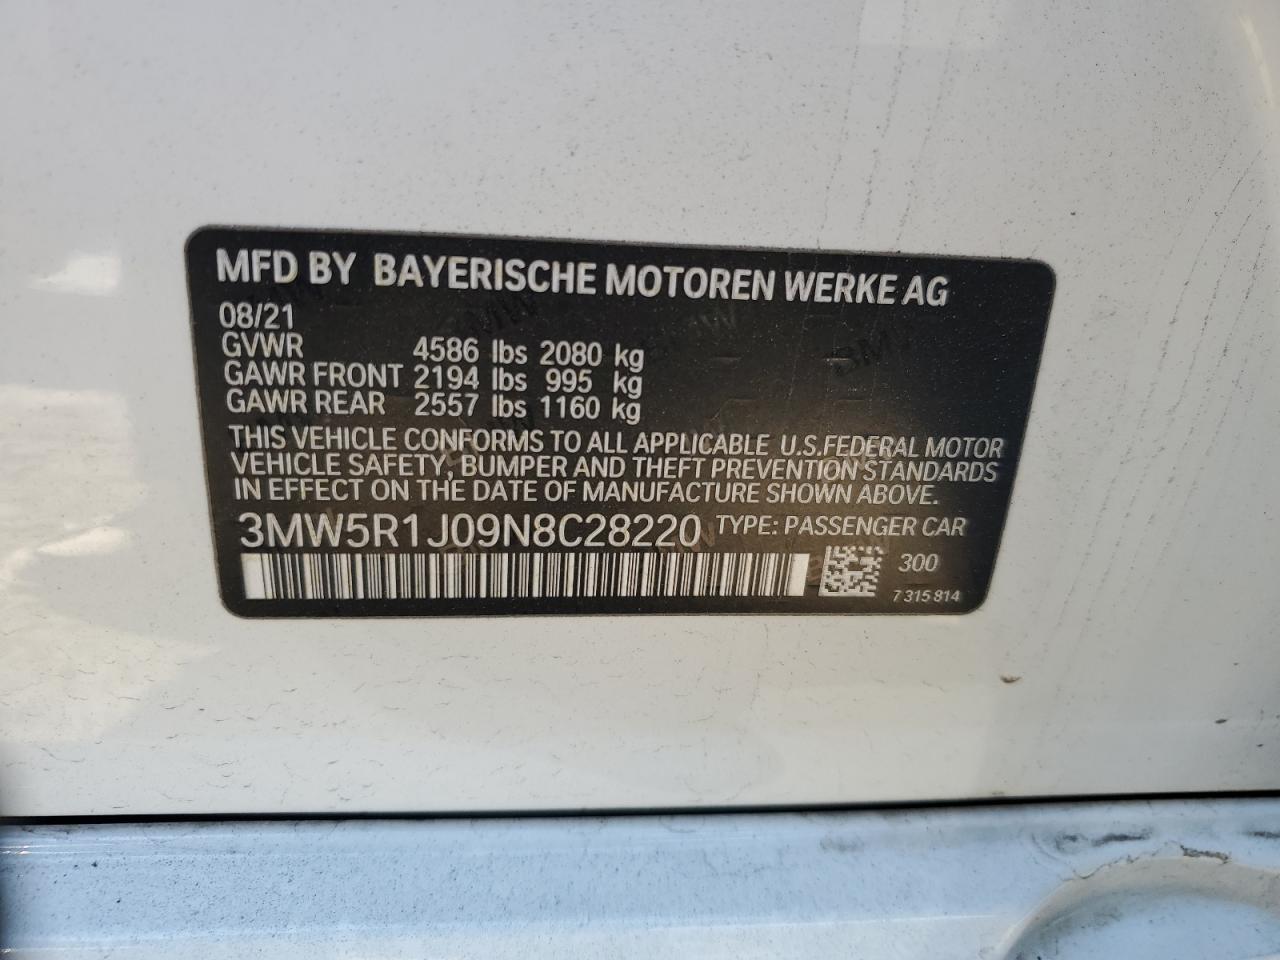 MFD BY BAYERISCHE MOTOREN WERKE AG
08/21
GVWR 4586 lbs 2080 kg
GAWR FRONT 2194 lbs 995 kg
GAWR REAR 2557 lbs 1160 kg
THIS VEHICLE CONFORMS TO ALL APPLICABLE U.S.FEDERAL MOTOR
VEHICLE SAFETY, BUMPER AND THEFT PREVENTION STANDARDS
IN EFFECT ON THE DATE OF MANUFACTURE SHOWN ABOVE.
3MW5R1J09N8C28220 TYPE: PASSENGER CAR
300
7 315 814